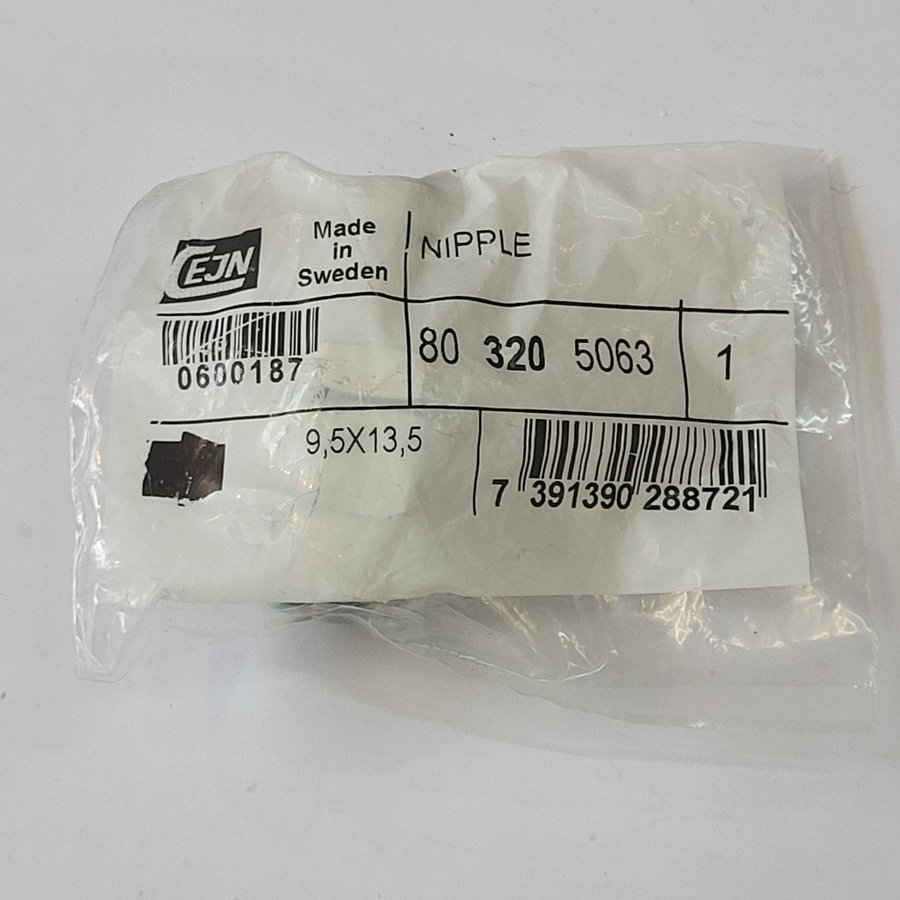 CEJN
Made
in
Sweden
NIPPLE
0600187
80 320 5063
1
9,5X13,5
7 391390 288721